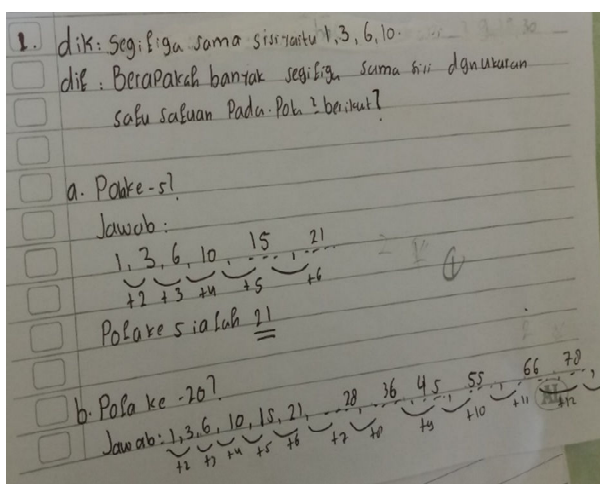 1. dik: segitiga sama sisi yaitu 1, 3, 6, 10.
dit: Berapakah banyak segitiga sama sisi dgn ukuran
satu satuan Pada Pola² berikut?
a. Pola ke-5?
Jawab:
1, 3, 6, 10, 15, 21
+2 +3 +4 +5 +6
Pola ke 5 ialah 21
b. Pola ke-20?
Jawab: 1, 3, 6, 10, 15, 21, 28, 36, 45, 55, 66, 78,
+2 +3 +4 +5 +6 +7 +8 +9 +10 +11 +12